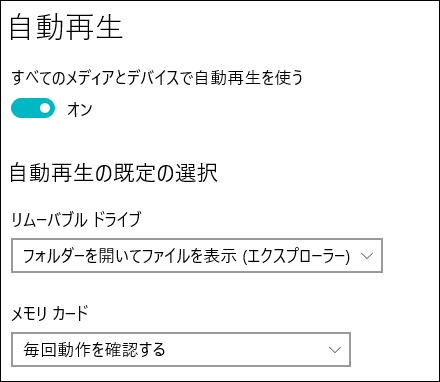 自動再生
すべてのメディアとデバイスで自動再生を使う
オン
自動再生の既定の選択
リムーバブル ドライブ
フォルダーを開いてファイルを表示 (エクスプローラー)
メモリ カード
毎回動作を確認する